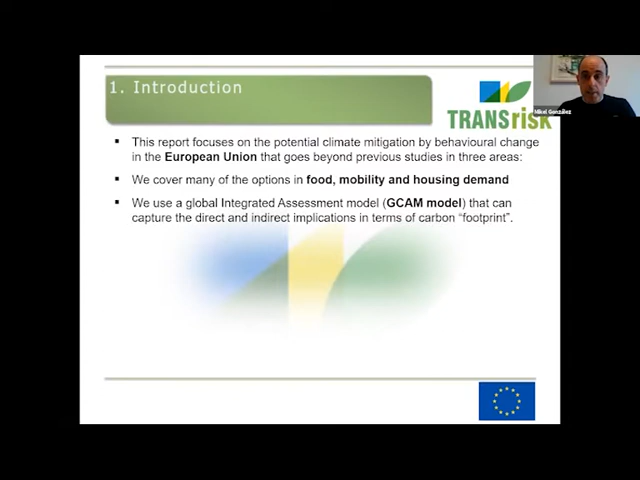 1. Introduction
Mikel González
TRANSrisk
▪ This report focuses on the potential climate mitigation by behavioural change
in the European Union that goes beyond previous studies in three areas:
▪ We cover many of the options in food, mobility and housing demand
▪ We use a global Integrated Assessment model (GCAM model) that can
capture the direct and indirect implications in terms of carbon “footprint”.